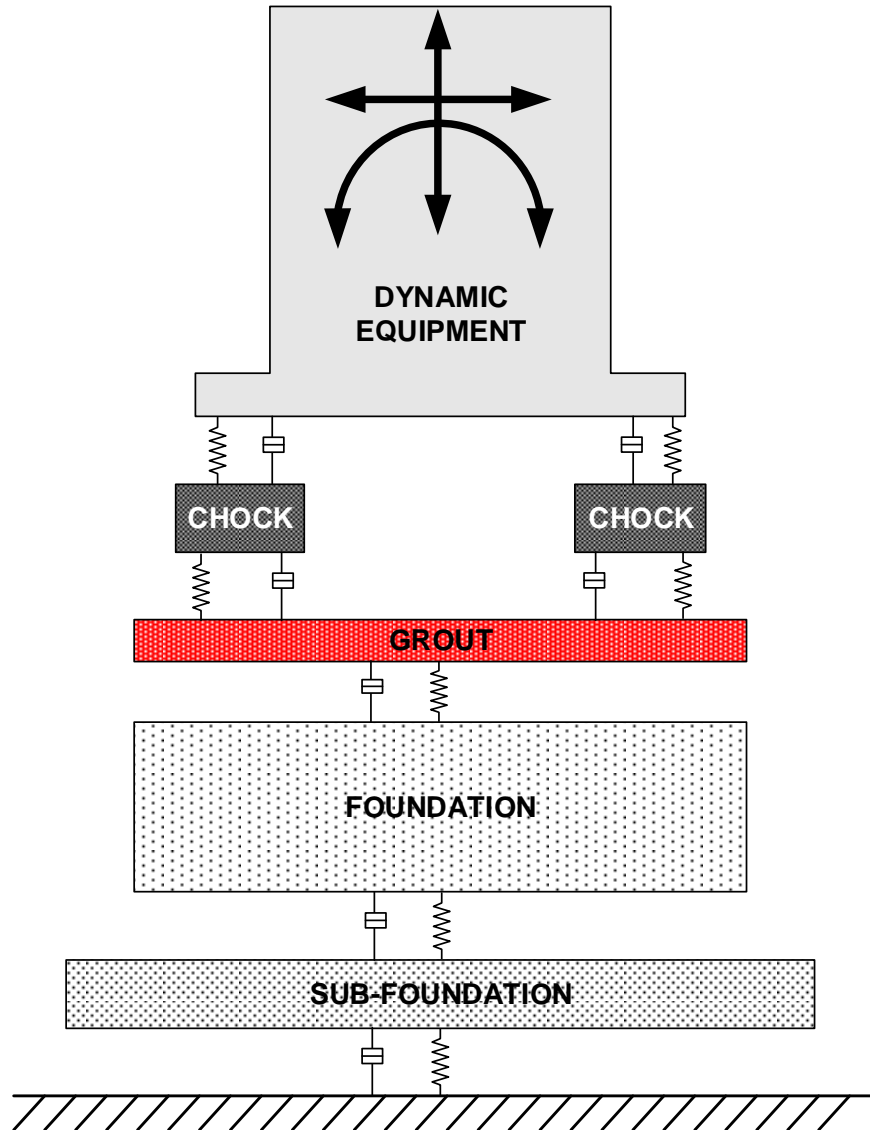 DYNAMIC
EQUIPMENT
CHOCK
CHOCK
GROUT
FOUNDATION
SUB-FOUNDATION